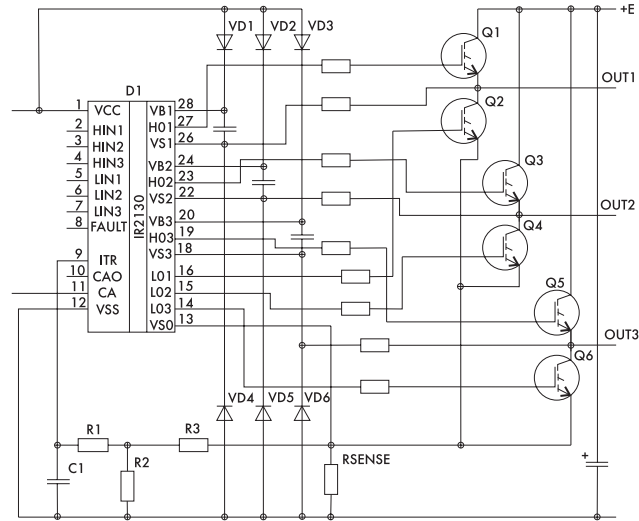 +E
VD1 VD2 VD3
Q1
OUT1
D1
1 VCC VB1 28
H01 27
2 HIN1 VS1 26
3 HIN2
4 HIN3 VB2 24
5 LIN1 H02 23
6 LIN2 VS2 22
7 LIN3 VB3 20
8 FAULT H03 19
9 ITR VS3 18
10 CAO L01 16
11 CA L02 15
12 VSS L03 14
VS0 13
IR2130
Q2
Q3
OUT2
Q4
Q5
OUT3
Q6
VD4 VD5 VD6
R1 R3
C1 R2 RSENSE
+